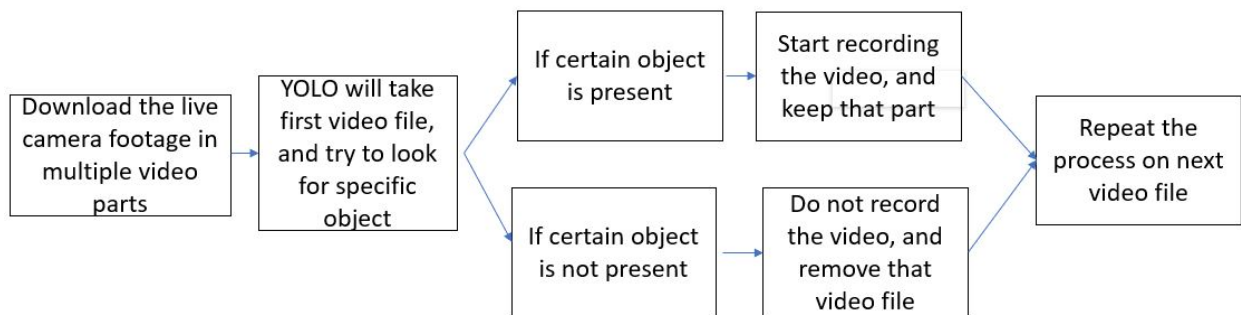 Download the live
camera footage in
multiple video
parts
YOLO will take
first video file,
and try to look
for specific
object
If certain object
is present
Start recording
the video, and
keep that part
If certain object
is not present
Do not record
the video, and
remove that
video file
Repeat the
process on next
video file